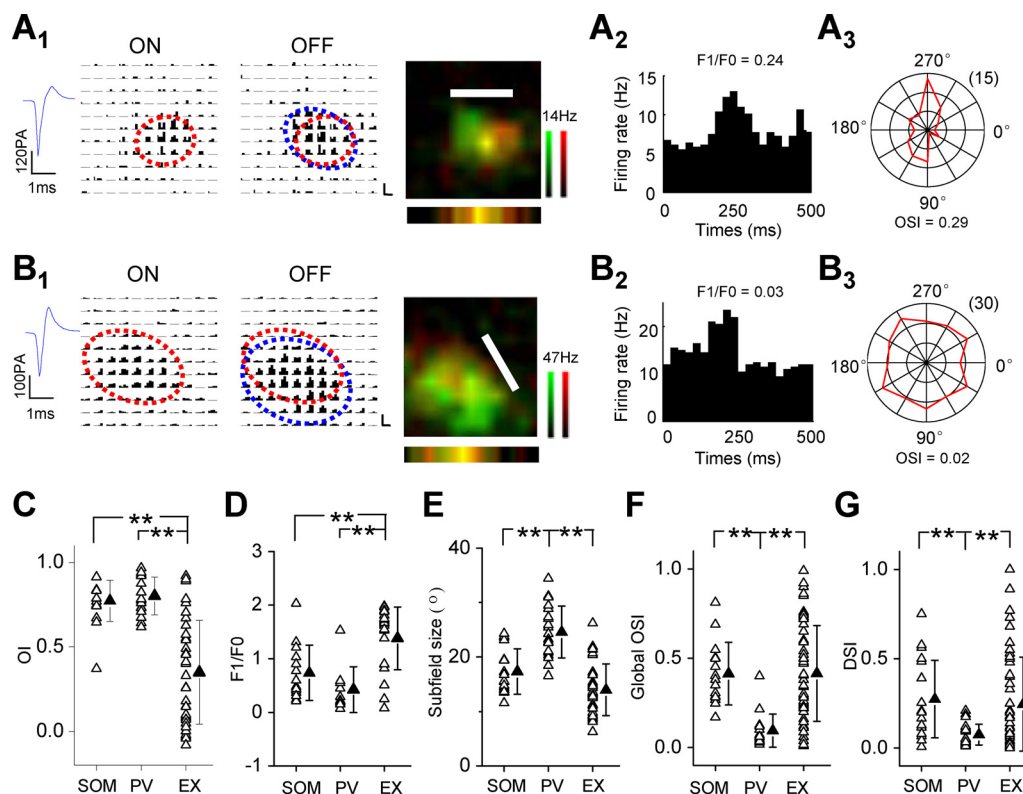 A1
ON
OFF
120PA
1ms
14Hz
A2
F1/F0 = 0.24
Firing rate (Hz)
15
10
5
0
0
250
500
Times (ms)
A3
270°
(15)
180°
0°
90°
OSI = 0.29
B1
ON
OFF
100PA
1ms
47Hz
B2
F1/F0 = 0.03
Firing rate (Hz)
20
10
0
0
250
500
Times (ms)
B3
270°
(30)
180°
0°
90°
OSI = 0.02
C
**
**
OI
1.0
0.5
0.0
SOM PV EX
D
**
**
F1/F0
3
2
1
0
-1
SOM PV EX
E
** **
Subfield size (°)
40
20
0
SOM PV EX
F
** **
Global OSI
1.0
0.5
0.0
SOM PV EX
G
** **
DSI
1.0
0.5
0.0
SOM PV EX